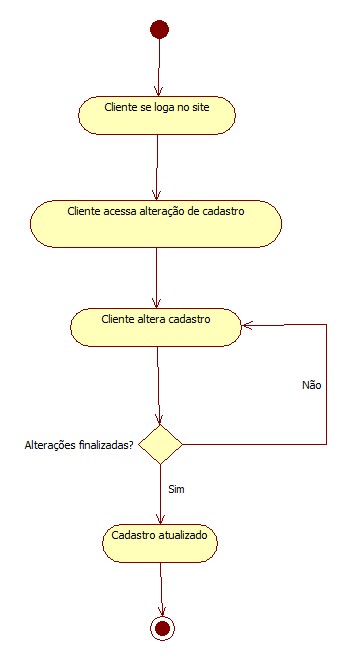 Cliente se loga no site
Cliente acessa alteração de cadastro
Cliente altera cadastro
Não
Alterações finalizadas?
Sim
Cadastro atualizado